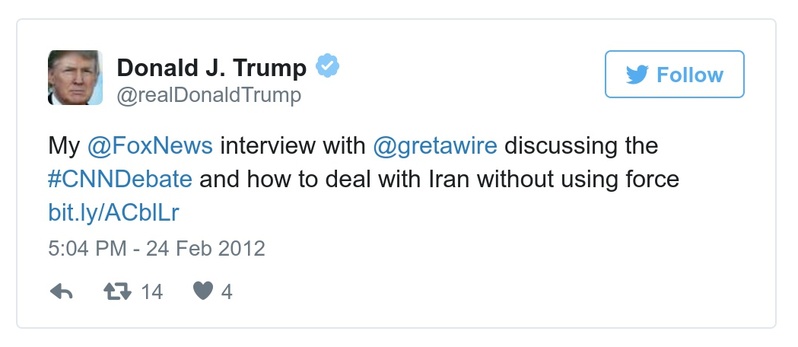 Donald J. Trump
Follow
@realDonaldTrump
My @FoxNews interview with @gretawire discussing the
#CNNDebate and how to deal with Iran without using force
bit.ly/ACblLr
5:04 PM - 24 Feb 2012
14 4